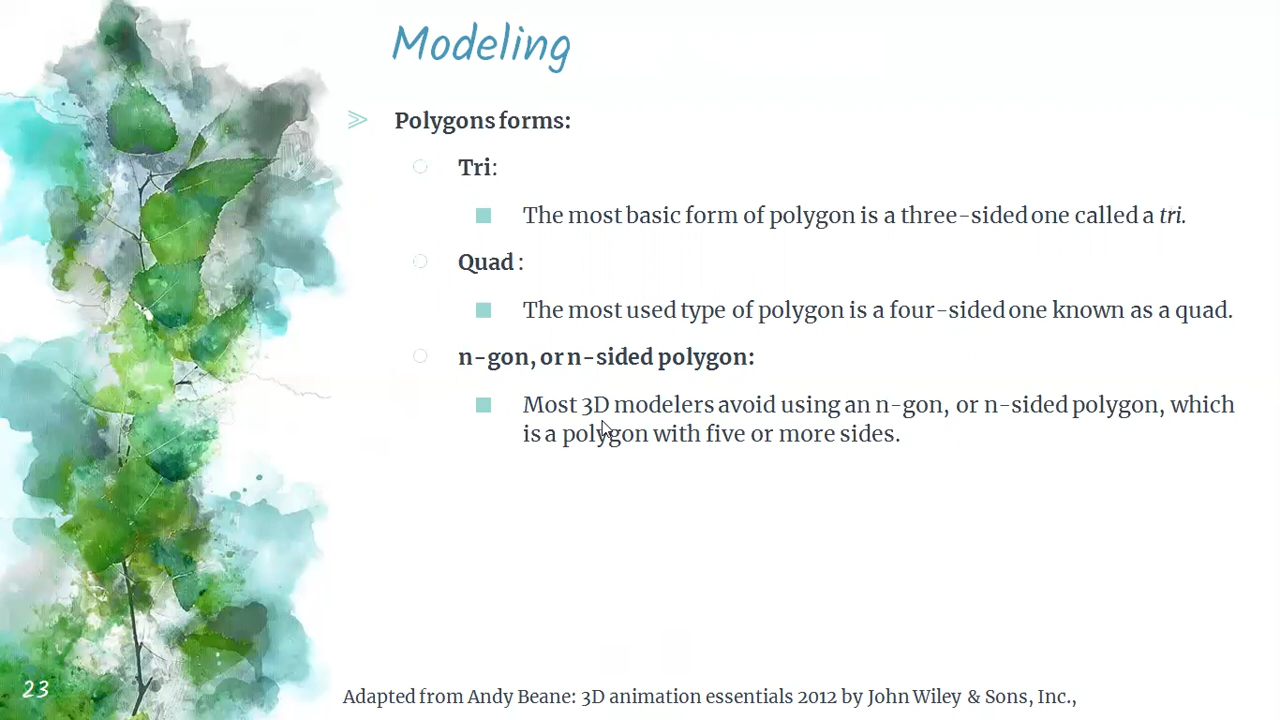 Modeling
Polygons forms:
Tri:
The most basic form of polygon is a three-sided one called a tri.
Quad :
The most used type of polygon is a four-sided one known as a quad.
n-gon, or n-sided polygon:
Most 3D modelers avoid using an n-gon, or n-sided polygon, which
is a polygon with five or more sides.
23
Adapted from Andy Beane: 3D animation essentials 2012 by John Wiley & Sons, Inc.,